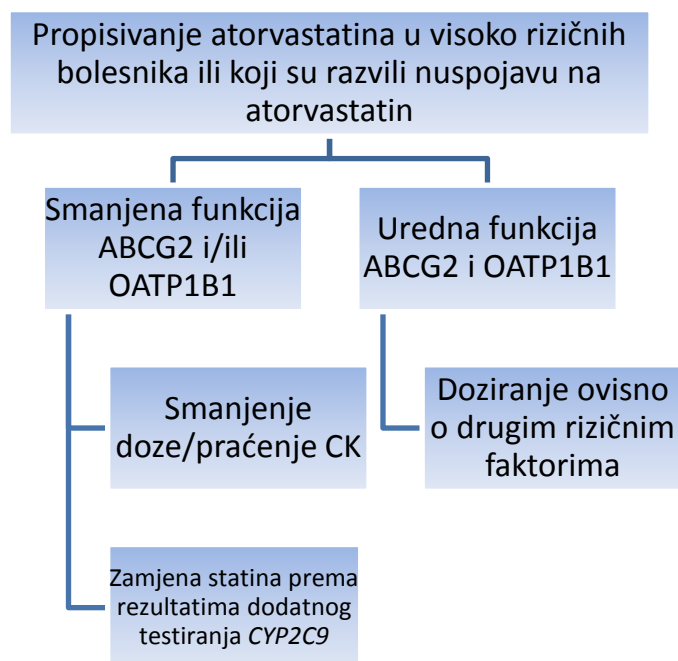 Propisivanje atorvastatina u visoko rizičnih
bolesnika ili koji su razvili nuspojavu na
atorvastatin
Smanjena funkcija
ABCG2 i/ili
OATP1B1
Uredna funkcija
ABCG2 i OATP1B1
Smanjenje
doze/praćenje CK
Doziranje ovisno
o drugim rizičnim
faktorima
Zamjena statina prema
rezultatima dodatnog
testiranja CYP2C9